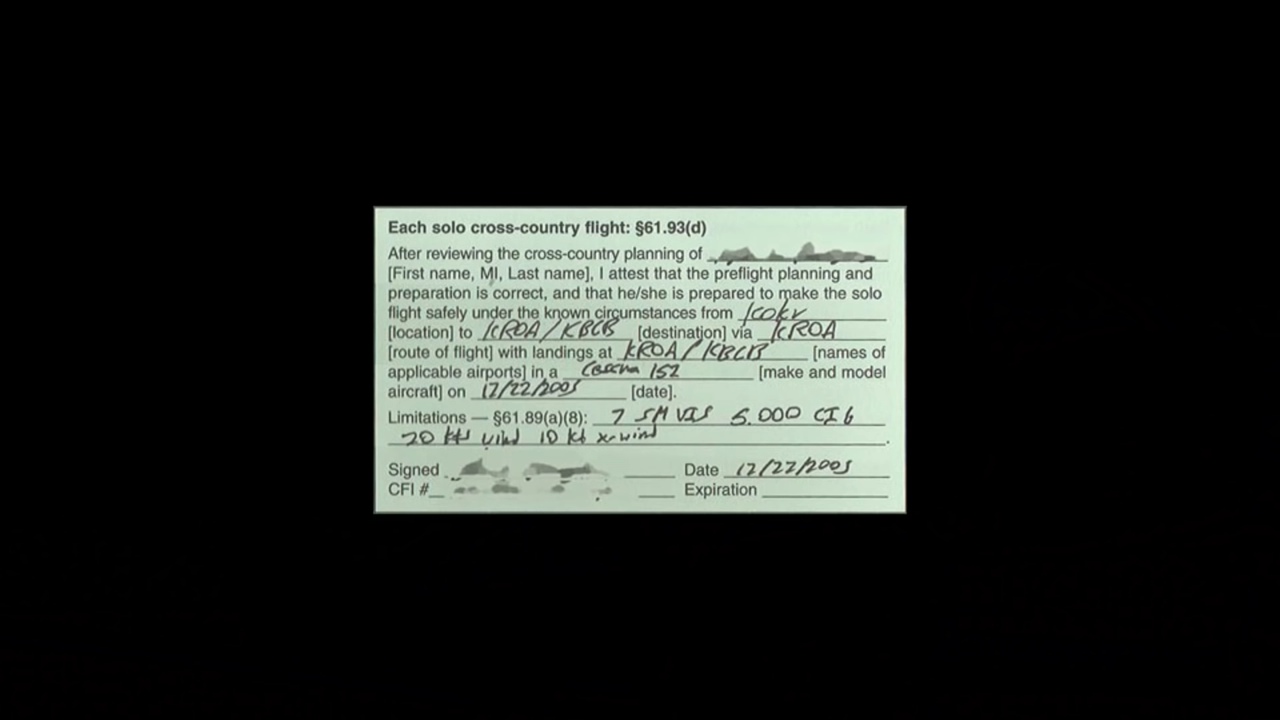 Each solo cross-country flight: §61.93(d)
After reviewing the cross-country planning of
[First name, MI, Last name], I attest that the preflight planning and
preparation is correct, and that he/she is prepared to make the solo
flight safely under the known circumstances from KOKV
[location] to KROA/KBCB [destination] via KROA
[route of flight] with landings at KROA/KBCB [names of
applicable airports] in a Cessna 152 [make and model
aircraft] on 12/22/2005 [date].
Limitations — §61.89(a)(8): 7 SM VIS 5.000 CIG
20 kts wind 10 kt x-wind.
Signed Date 12/22/2005
CFI # Expiration